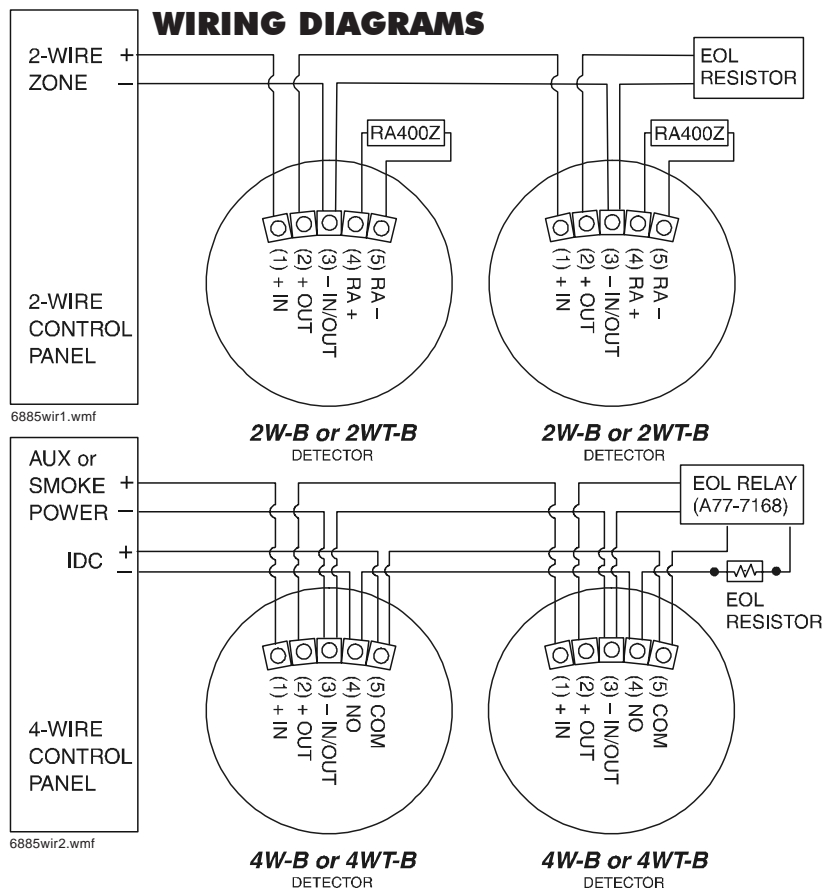 WIRING DIAGRAMS
2-WIRE +
ZONE –
EOL
RESISTOR
RA400Z
RA400Z
(1) + IN
(2) + OUT
(3) – IN/OUT
(4) RA +
(5) RA –
(1) + IN
(2) + OUT
(3) – IN/OUT
(4) RA +
(5) RA –
2-WIRE
CONTROL
PANEL
6885wir1.wmf
2W-B or 2WT-B
DETECTOR
2W-B or 2WT-B
DETECTOR
AUX or
SMOKE +
POWER –
IDC +
–
EOL RELAY
(A77-7168)
EOL
RESISTOR
(1) + IN
(2) + OUT
(3) – IN/OUT
(4) NO
(5) COM
(1) + IN
(2) + OUT
(3) – IN/OUT
(4) NO
(5) COM
4-WIRE
CONTROL
PANEL
6885wir2.wmf
4W-B or 4WT-B
DETECTOR
4W-B or 4WT-B
DETECTOR